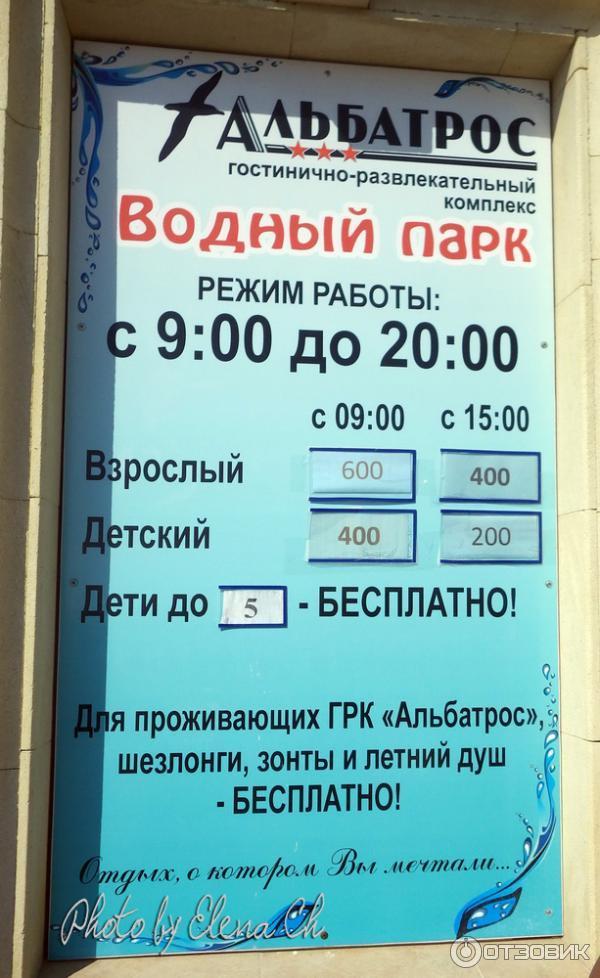 АЛЬБАТРОС
гостинично-развлекательный
комплекс
Водный парк
РЕЖИМ РАБОТЫ:
с 9:00 до 20:00
с 09:00 с 15:00
Взрослый 600 400
Детский 400 200
Дети до 5 - БЕСПЛАТНО!
Для проживающих ГРК «Альбатрос»,
шезлонги, зонты и летний душ
- БЕСПЛАТНО!
Отдых, о котором Вы мечтали...
Photo by Elena Ch.
ОТЗОВИК